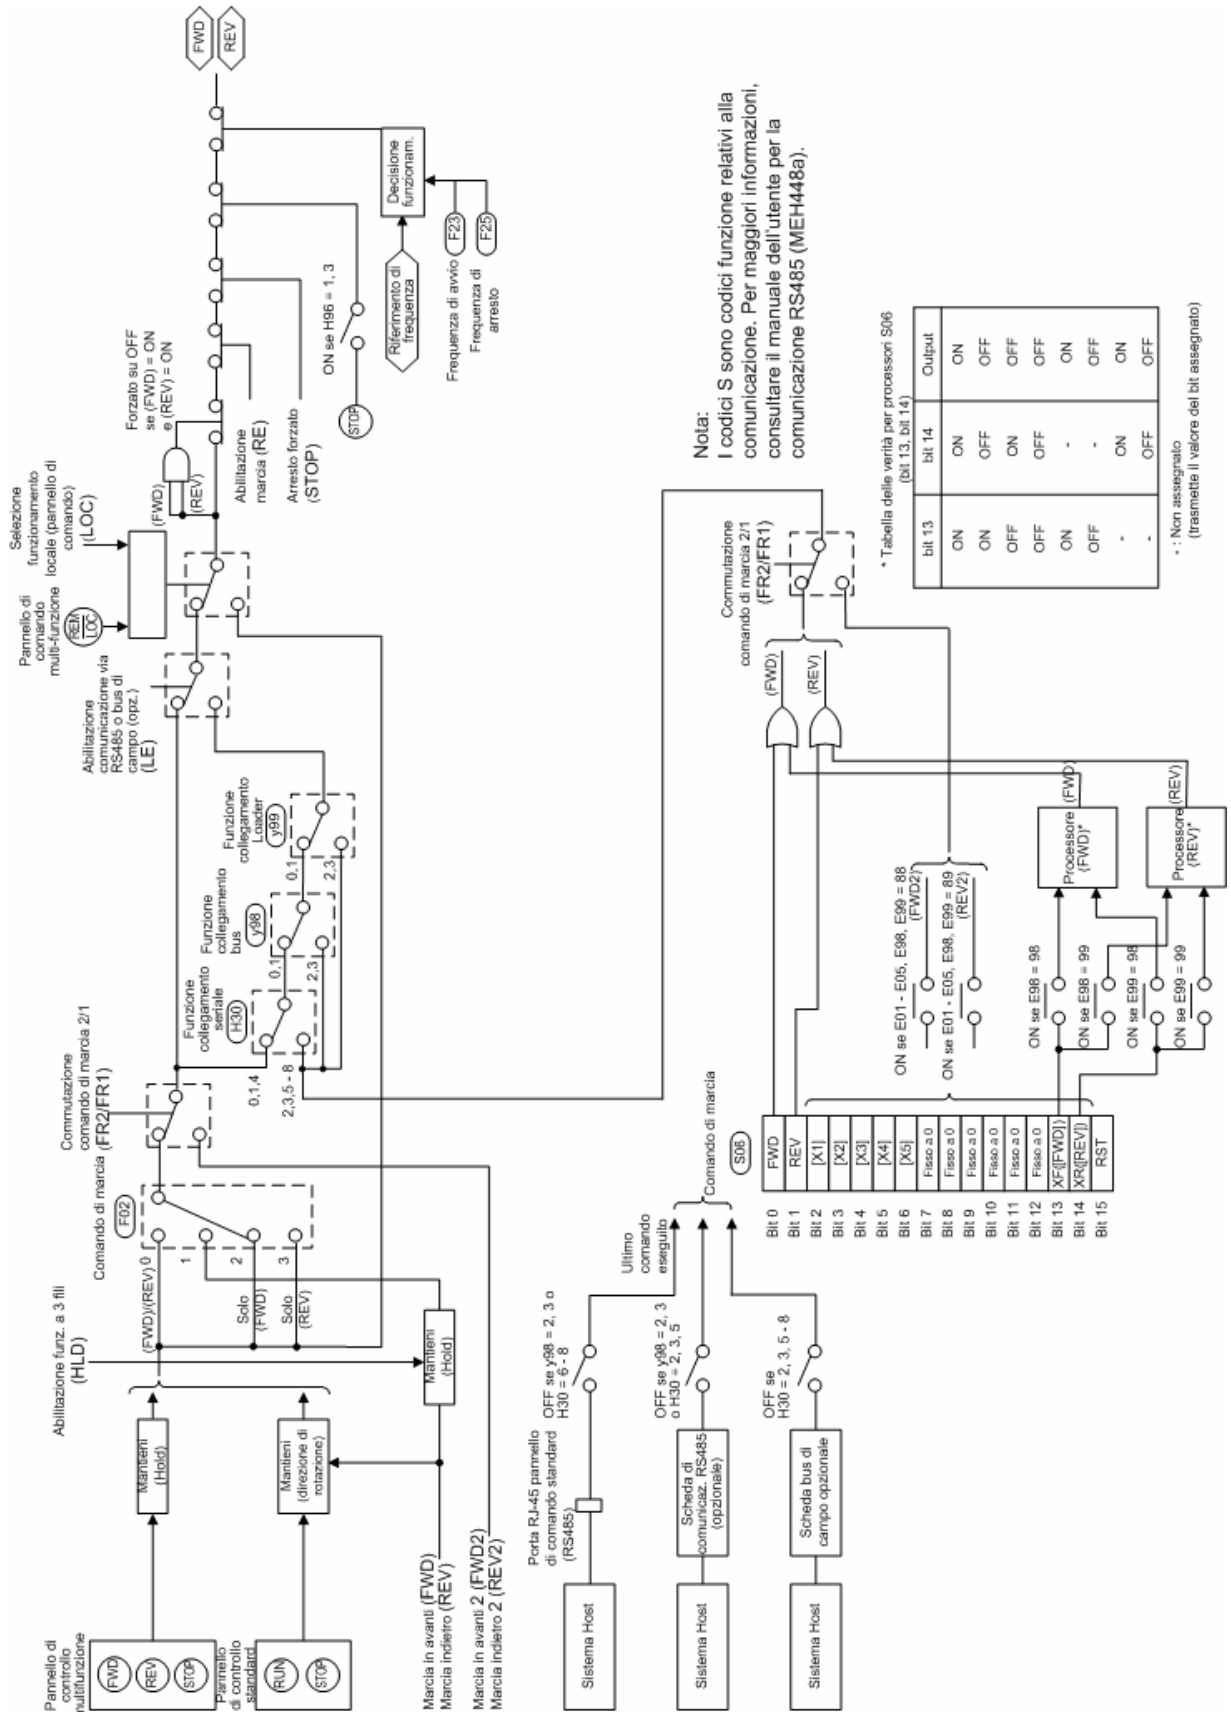 Pannello di
controllo
multifunzione
FWD
REV
STOP
Pannello
di controllo
standard
RUN
STOP
Mantieni
(Hold)
Mantieni
(direzione di
rotazione)
Abilitazione funz. a 3 fili
(HLD)
Mantieni
(Hold)
Marcia in avanti (FWD)
Marcia indietro (REV)
Marcia in avanti 2 (FWD2)
Marcia indietro 2 (REV2)
Comando di marcia
F02
(FWD)/(REV) 0
1
Solo
(FWD)
2
Solo
(REV)
3
Commutazione
comando di marcia 2/1
(FR2/FR1)
Funzione
collegamento
seriale
H30
0,1,4
2,3,5 - 8
Funzione
collegamento
bus
y98
0,1
2,3
Funzione
collegamento
Loader
y99
0,1
2,3
Abilitazione
comunicazione via
RS485 o bus di
campo (opz.)
(LE)
Pannello di
comando
multi-funzione
REM
LOC
Selezione
funzionamento
locale (pannello di
comando)
(LOC)
(FWD)
(REV)
Forzato su OFF
se (FWD) = ON
e (REV) = ON
Abilitazione
marcia (RE)
Arresto forzato
(STOP)
STOP
ON se H96 = 1, 3
Riferimento di
frequenza
Decisione
funzionam.
F23
Frequenza di avvio
F25
Frequenza di
arresto
FWD
REV
Nota:
I codici S sono codici funzione relativi alla
comunicazione. Per maggiori informazioni,
consultare il manuale dell'utente per la
comunicazione RS485 (MEH448a).
Sistema Host
Porta RJ-45 pannello
di comando standard
(RS485)
OFF se y98 = 2, 3 o
H30 = 6 - 8
Sistema Host
Scheda di
comunicaz. RS485
(opzionale)
OFF se y98 = 2, 3
o H30 = 2, 3, 5
Sistema Host
Scheda bus di
campo opzionale
OFF se
H30 = 2, 3, 5 - 8
Ultimo
comando
eseguito
Comando di marcia
S06
Bit 0 FWD
Bit 1 REV
Bit 2 [X1]
Bit 3 [X2]
Bit 4 [X3]
Bit 5 [X4]
Bit 6 [X5]
Bit 7 Fisso a 0
Bit 8 Fisso a 0
Bit 9 Fisso a 0
Bit 10 Fisso a 0
Bit 11 Fisso a 0
Bit 12 Fisso a 0
Bit 13 XF([FWD])
Bit 14 XR([REV])
Bit 15 RST
ON se E01 - E05, E98, E99 = 88
(FWD2)
ON se E01 - E05, E98, E99 = 89
(REV2)
ON se E98 = 98
ON se E98 = 99
ON se E99 = 98
ON se E99 = 99
Processore
(FWD)*
(FWD)
Processore
(REV)*
(REV)
(FWD)
(REV)
Commutazione
comando di marcia 2/1
(FR2/FR1)
* Tabella delle verità per processori S06
(bit 13, bit 14)
bit 13 bit 14 Output
ON ON ON
ON OFF OFF
OFF ON OFF
OFF OFF OFF
ON - ON
OFF - OFF
- ON ON
- OFF OFF
- : Non assegnato
(trasmette il valore del bit assegnato)